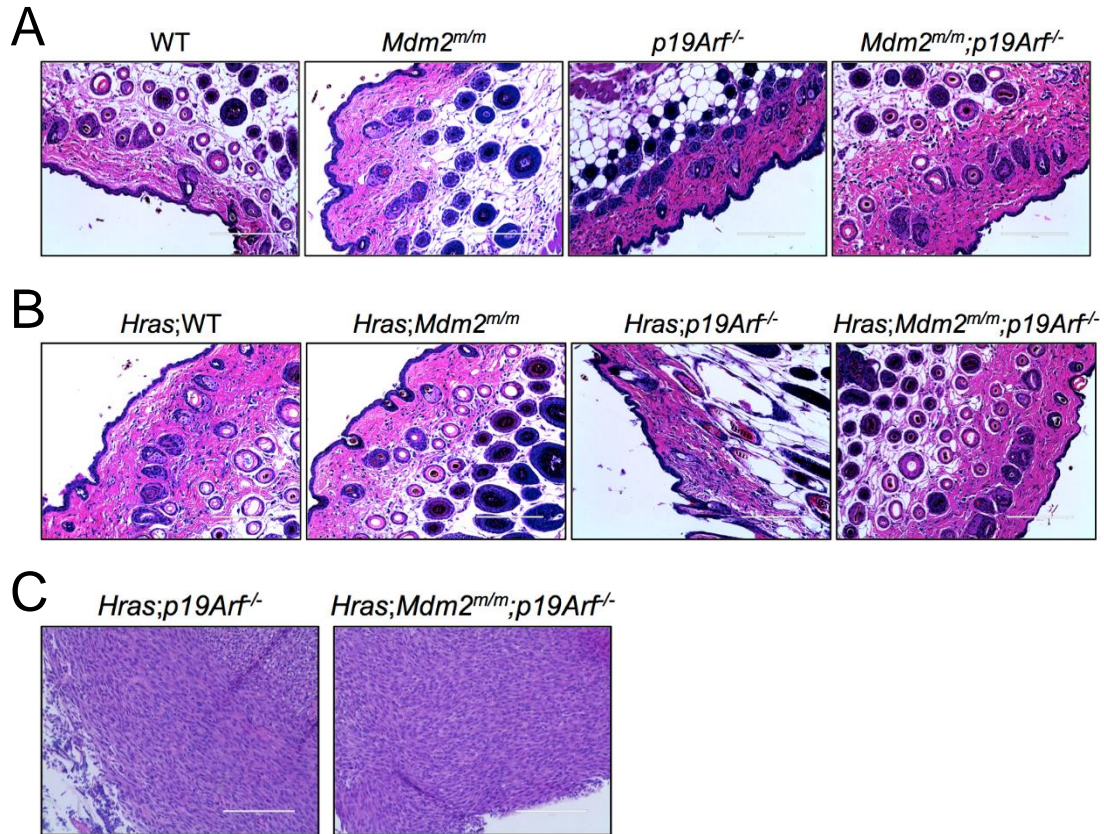 A
WT Mdm2m/m p19Arf-/- Mdm2m/m;p19Arf-/-
B
Hras;WT Hras;Mdm2m/m Hras;p19Arf-/- Hras;Mdm2m/m;p19Arf-/-
C
Hras;p19Arf-/- Hras;Mdm2m/m;p19Arf-/-